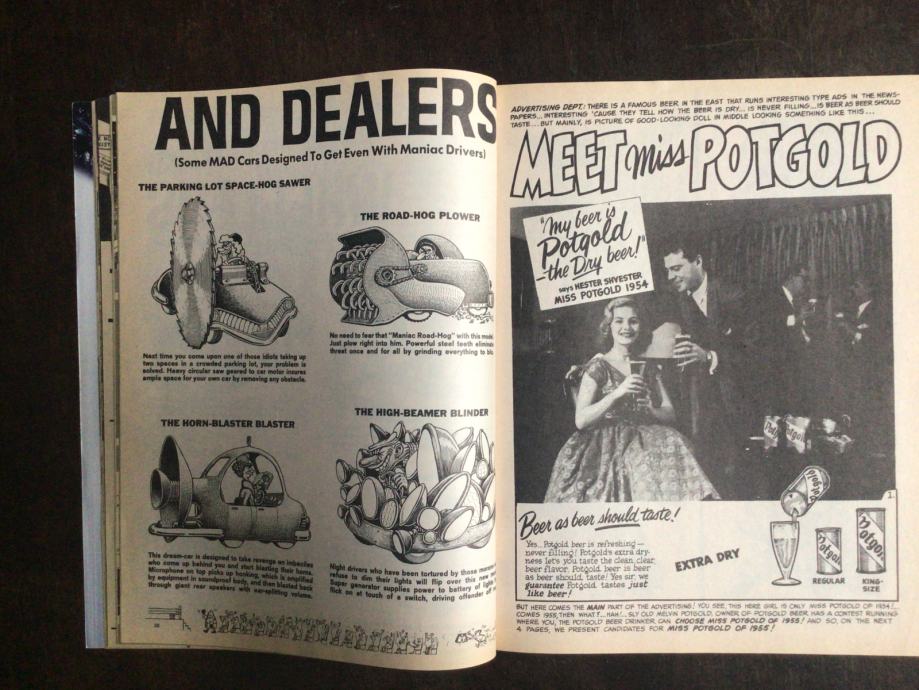 AND DEALERS
(Some MAD Cars Designed To Get Even With Maniac Drivers)
THE PARKING LOT SPACE-HOG SAWER
Next time you come upon one of those idiots taking up
two spaces in a crowded parking lot, your problem is
solved. Heavy circular saw geared to car motor insures
ample space for your own car by removing any obstacle.
THE ROAD-HOG PLOWER
No need to fear that "Maniac Road-Hog" with this model
Just plow right into him. Powerful steel teeth eliminate
threat once and for all by grinding everything to
THE HORN-BLASTER BLASTER
This dream-car is designed to take revenge on imbeciles
who come up behind you and start blasting their horns.
Microphone on top picks up honking, which is amplified
by equipment in soundproof body, and then blasted back
through giant rear speakers with ear-splitting volume.
THE HIGH-BEAMER BLINDER
Night drivers who have been tortured by those
refuse to dim their lights will flip over this new
Super generator supplies power to battery of lights
flick on at touch of a switch, driving offender off
ADVERTISING DEPT.: THERE IS A FAMOUS BEER IN THE EAST THAT RUNS INTERESTING TYPE ADS IN THE NEWS-
PAPERS... INTERESTING 'CAUSE THEY TELL HOW THE BEER IS DRY... IS NEVER FILLING... IS BEER AS BEER SHOULD
TASTE... BUT MAINLY, IS PICTURE OF GOOD-LOOKING DOLL IN MIDDLE LOOKING SOMETHING LIKE THIS...
MEET Miss POTGOLD
"My beer is
Potgold
—the Dry beer!"
says HESTER SHVESTER
MISS POTGOLD 1954
Potgold
Potgold
Beer as beer should taste!
Yes.. Potgold beer is refreshing—
never filling! Potgold's extra dry-
ness let's you taste the clean, clear,
beer flavor. Potgold beer is beer
as beer should taste! Yes sir, we
guarantee Potgold tastes just
like beer!
EXTRA DRY
Potgold
REGULAR
Potgold
KING-
SIZE
BUT HERE COMES THE MAIN PART OF THE ADVERTISING! YOU SEE, THIS HERE GIRL IS ONLY MISS POTGOLD OF 1954!...
COMES 1955, THEN WHAT?...HAH!... SLY OLD MELVIN POTGOLD, OWNER OF POTGOLD BEER, HAS A CONTEST RUNNING
WHERE YOU, THE POTGOLD BEER DRINKER, CAN CHOOSE MISS POTGOLD OF 1955! AND SO, ON THE NEXT
4 PAGES, WE PRESENT CANDIDATES FOR MISS POTGOLD OF 1955!